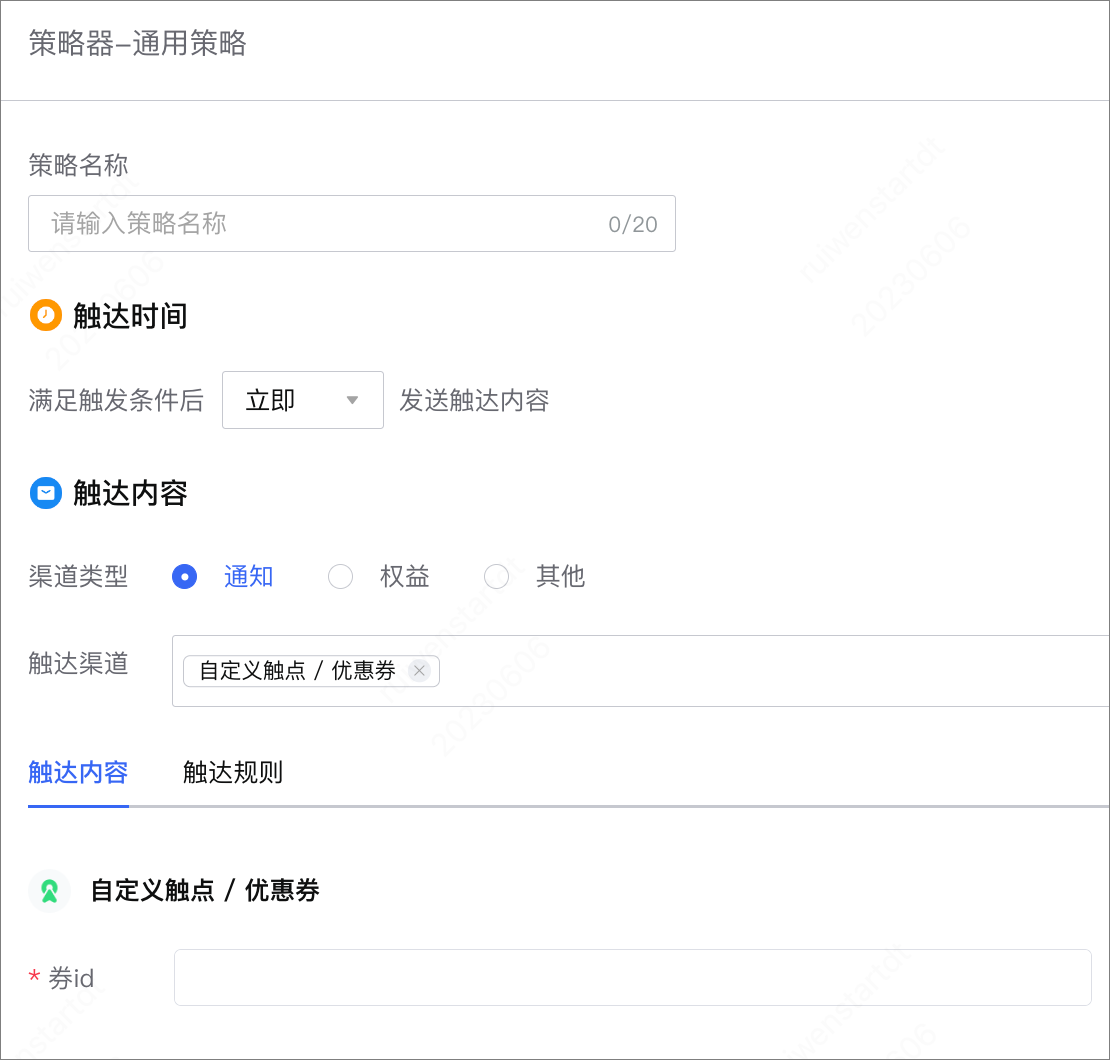 策略器-通用策略
策略名称
请输入策略名称 0/20
触达时间
满足触发条件后 立即 发送触达内容
触达内容
渠道类型 通知 权益 其他
触达渠道 自定义触点 / 优惠券
触达内容 触达规则
自定义触点 / 优惠券
* 券id
ruiwenstartdt
20230606
ruiwenstartdt
20230606